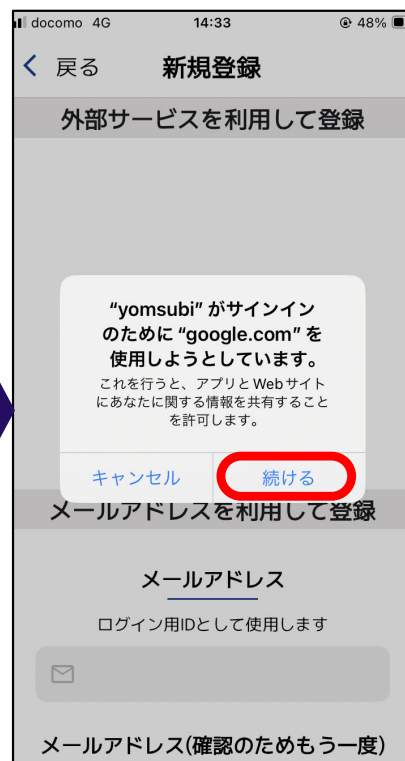 docomo 4G 14:33 48%
戻る 新規登録
外部サービスを利用して登録
“yomsubi” がサインイン
のために “google.com” を
使用しようとしています。
これを行うと、アプリとWebサイト
にあなたに関する情報を共有すること
を許可します。
キャンセル 続ける
メールアドレスを利用して登録
メールアドレス
ログイン用IDとして使用します
メールアドレス(確認のためもう一度)